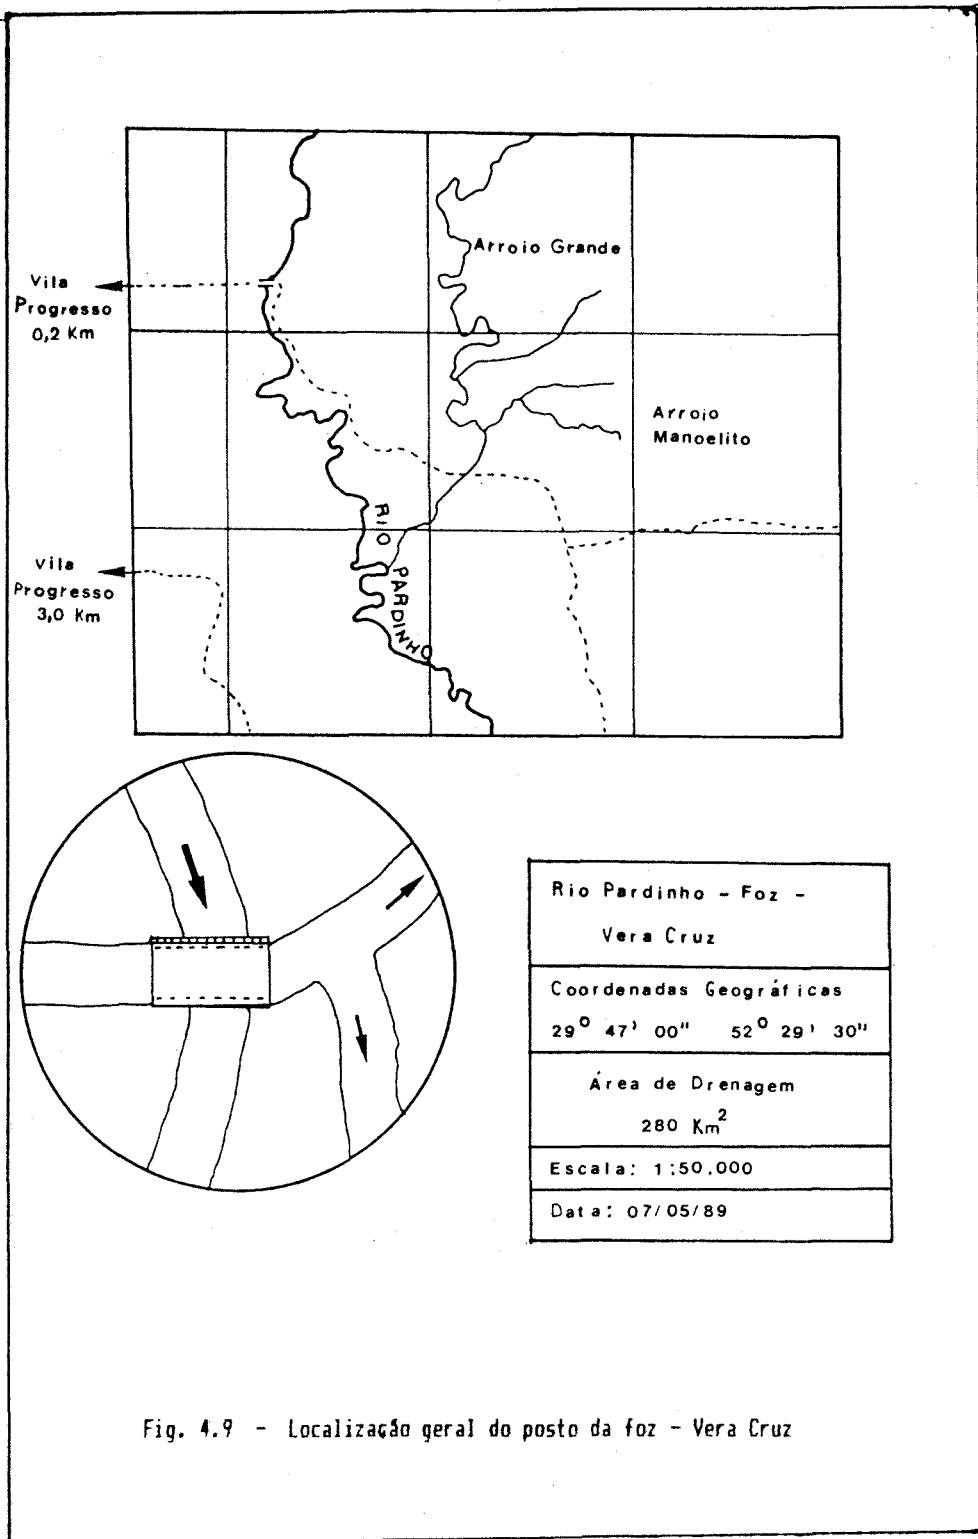 Arroio Grande
Vila
Progresso
0,2 Km
Arroio
Manoelito
RIO
PARDINHO
Vila
Progresso
3,0 Km
Rio Pardinho - Foz -
Vera Cruz
Coordenadas Geográficas
29º 47' 00" 52º 29' 30"
Área de Drenagem
280 Km²
Escala: 1:50.000
Data: 07/05/89
Fig. 4.9 - Localização geral do posto da foz - Vera Cruz